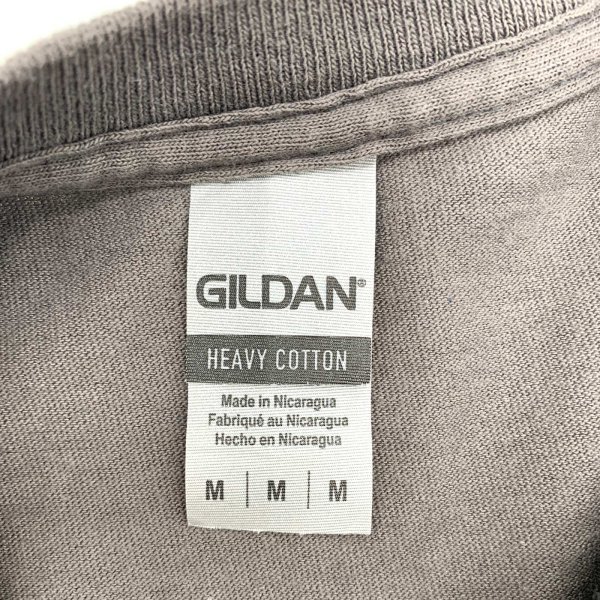 GILDAN®
HEAVY COTTON
Made in Nicaragua
Fabriqué au Nicaragua
Hecho en Nicaragua
M | M | M